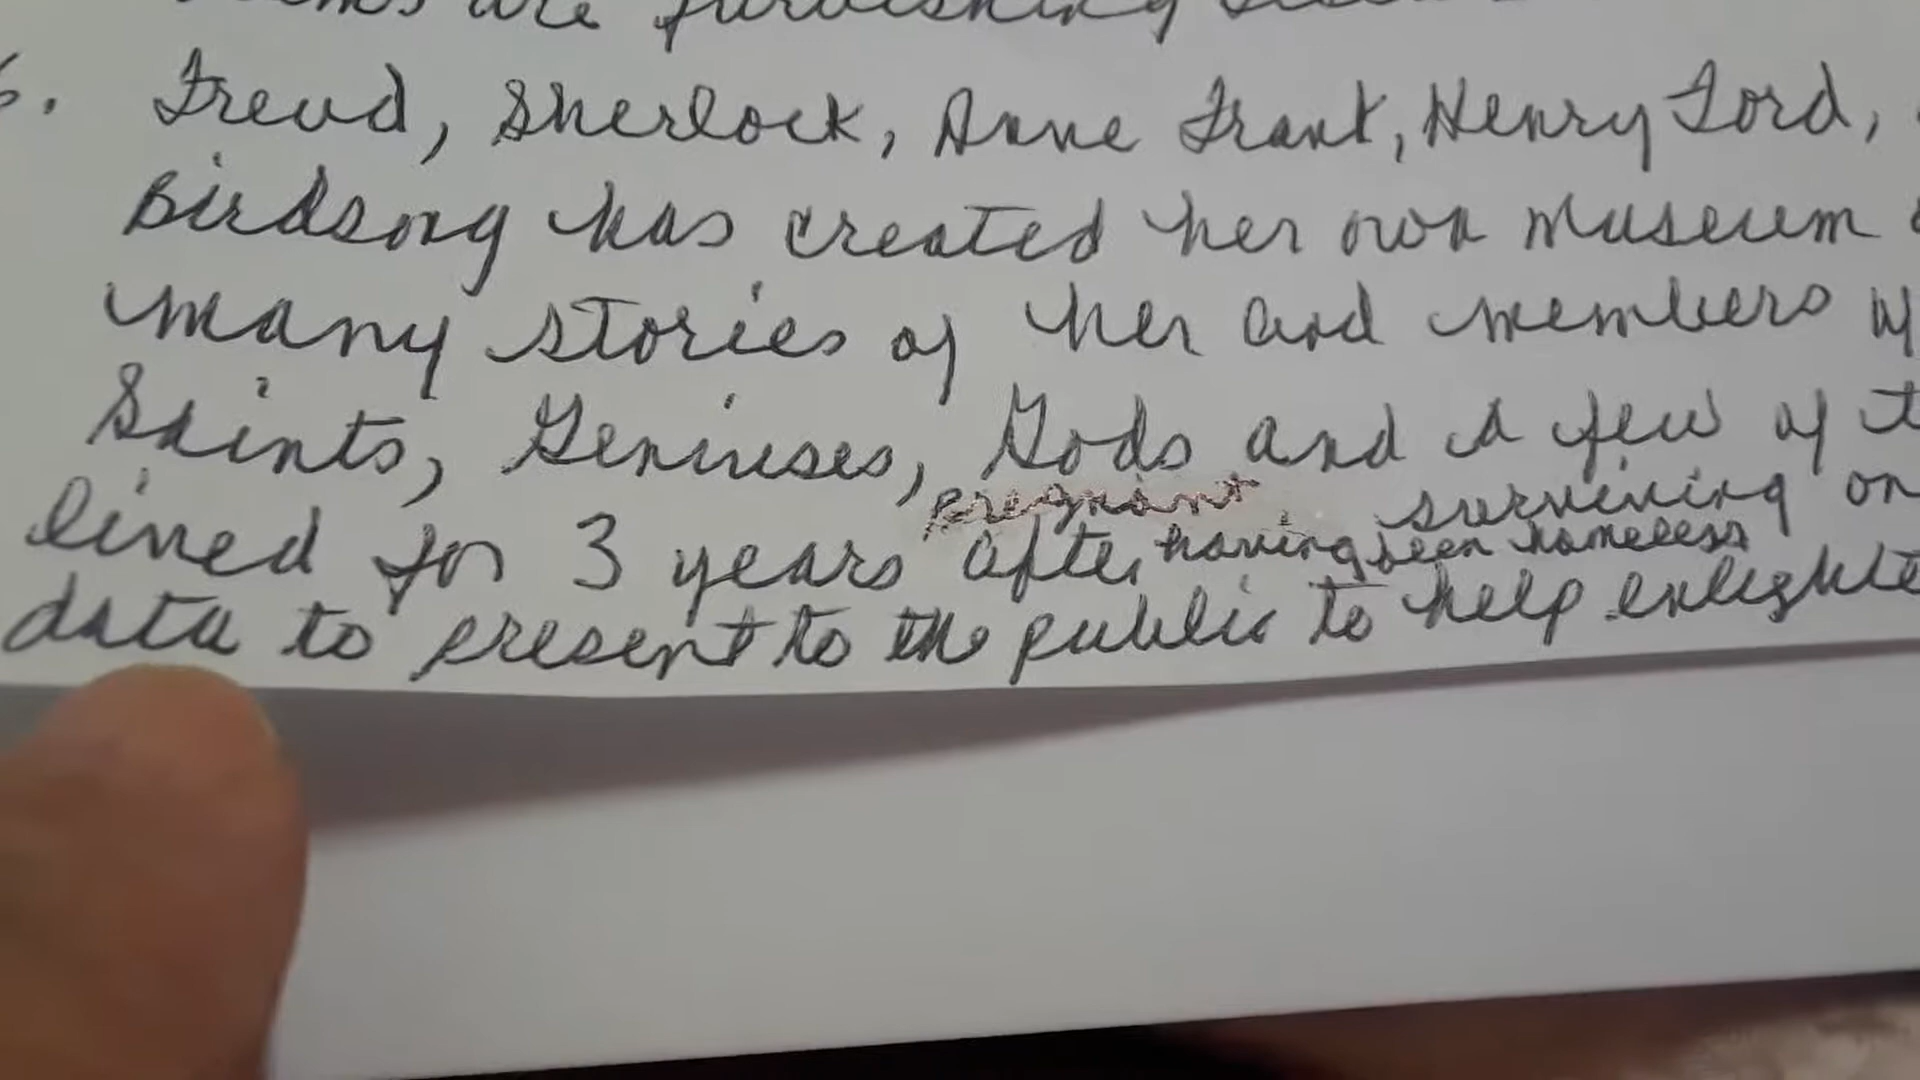 are furnishing
6. Freud, Sherlock, Anne Frank, Henry Ford,
Birdsong has created her own museum
many stories of her and members of
Saints, Geniuses, Gods and a few of t
pregnant surviving on
lived for 3 years after having been homeless
data to present to the public to help enlighte